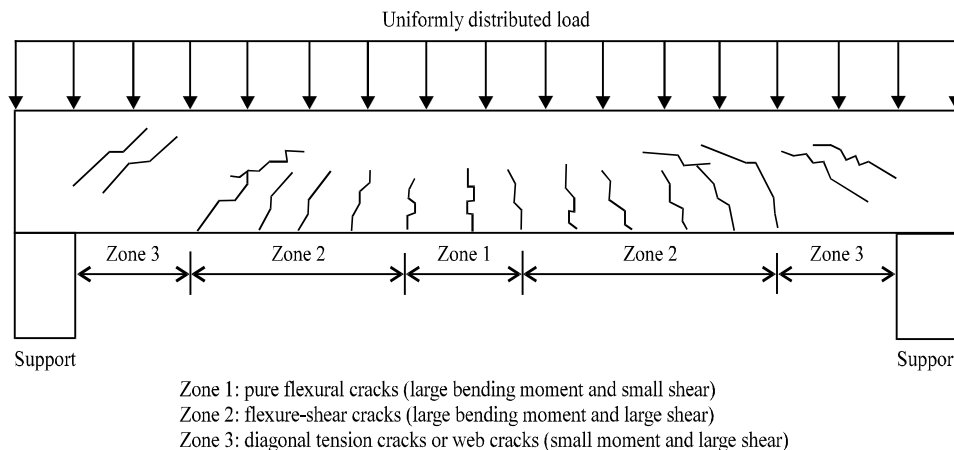 Uniformly distributed load
Zone 3
Zone 2
Zone 1
Zone 2
Zone 3
Support
Support
Zone 1: pure flexural cracks (large bending moment and small shear)
Zone 2: flexure-shear cracks (large bending moment and large shear)
Zone 3: diagonal tension cracks or web cracks (small moment and large shear)